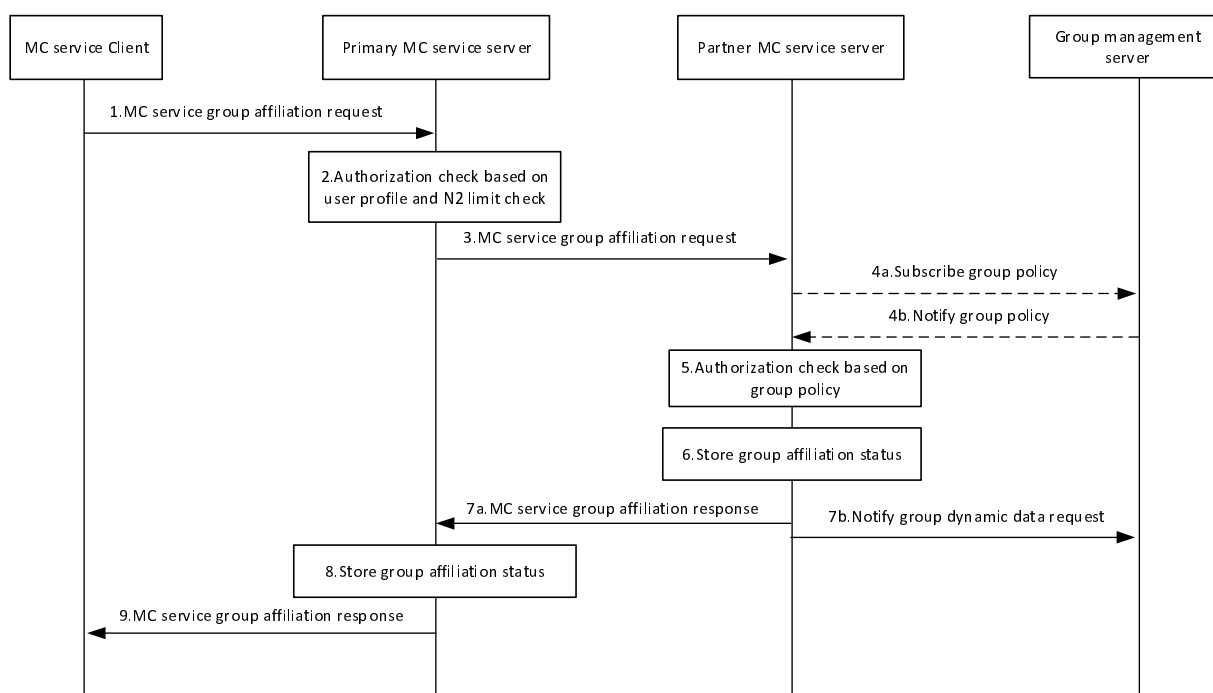 MC service Client
Primary MC service server
Partner MC service server
Group management
server
1.MC service group affiliation request
2.Authorization check based on
user profile and N2 limit check
3.MC service group affiliation request
4a.Subscribe group policy
4b.Notify group policy
5.Authorization check based on
group policy
6.Store group affiliation status
7a.MC service group affiliation response
7b.Notify group dynamic data request
8.Store group affiliation status
9.MC service group affiliation response